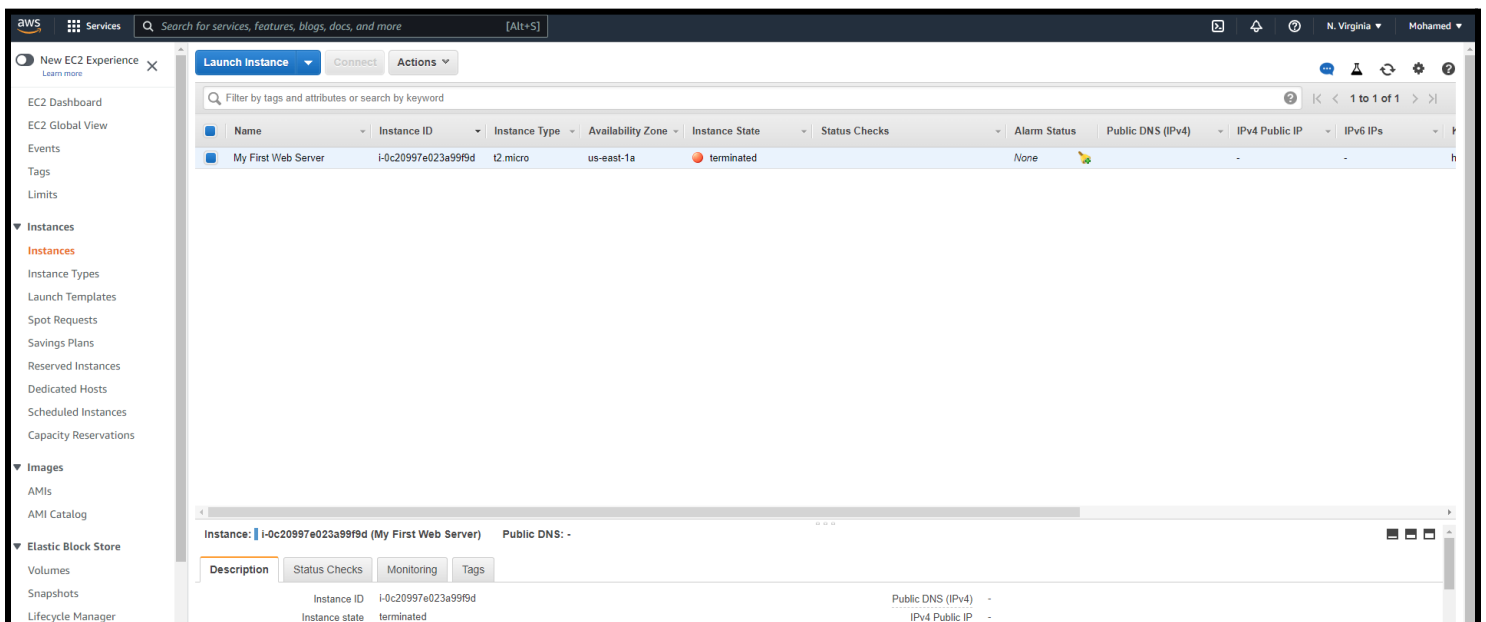 aws Services Search for services, features, blogs, docs, and more [Alt+S] N. Virginia Mohamed
New EC2 Experience
Learn more
EC2 Dashboard
EC2 Global View
Events
Tags
Limits
Instances
Instances
Instance Types
Launch Templates
Spot Requests
Savings Plans
Reserved Instances
Dedicated Hosts
Scheduled Instances
Capacity Reservations
Images
AMIs
AMI Catalog
Elastic Block Store
Volumes
Snapshots
Lifecycle Manager
Launch Instance Connect Actions
Filter by tags and attributes or search by keyword 1 to 1 of 1
Name Instance ID Instance Type Availability Zone Instance State Status Checks Alarm Status Public DNS (IPv4) IPv4 Public IP IPv6 IPs
My First Web Server i-0c20997e023a99f9d t2.micro us-east-1a terminated None - - h
Instance: i-0c20997e023a99f9d (My First Web Server) Public DNS: -
Description Status Checks Monitoring Tags
Instance ID i-0c20997e023a99f9d Public DNS (IPv4) -
Instance state terminated IPv4 Public IP -